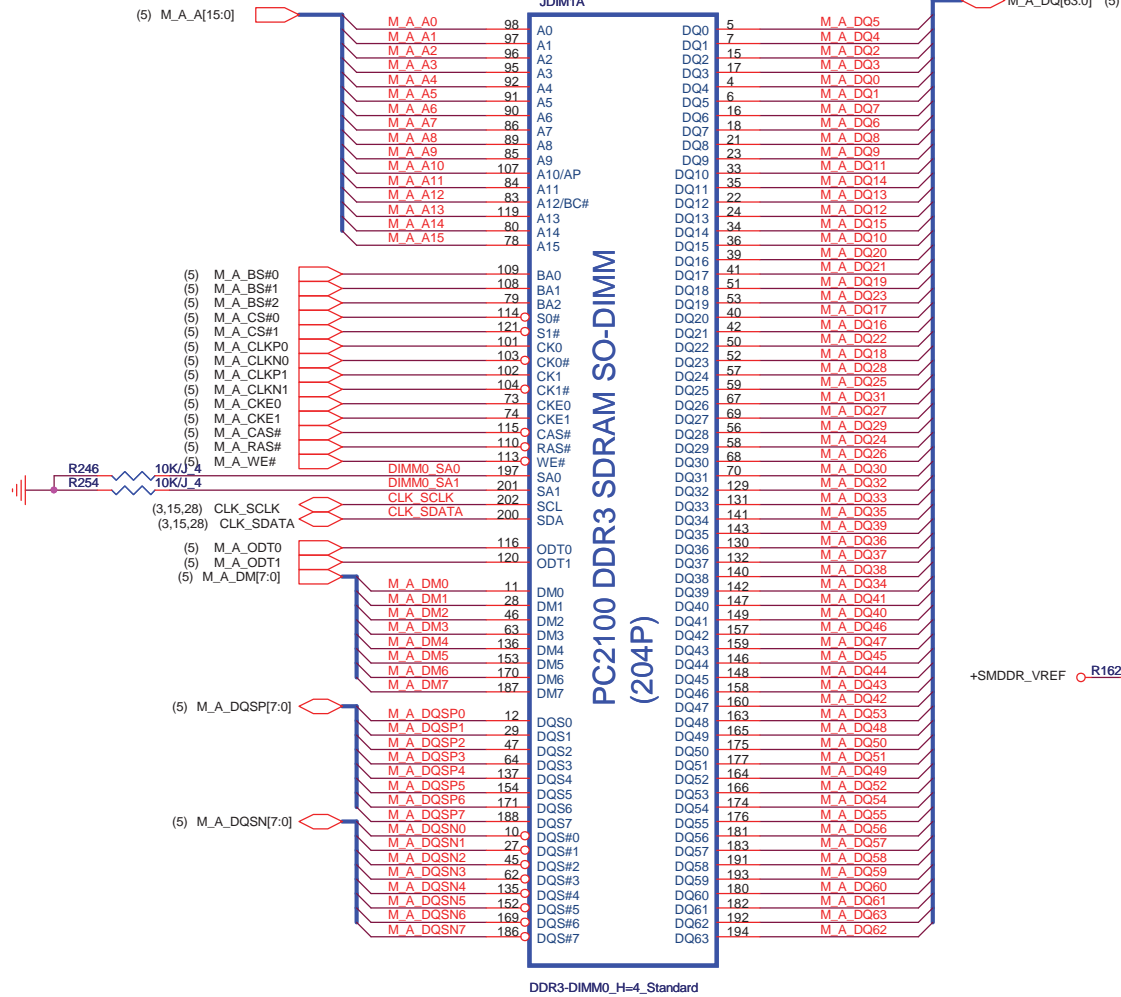 JDIM1A
(5) M_A_A[15:0]
M_A_A0 98 A0
M_A_A1 97 A1
M_A_A2 96 A2
M_A_A3 95 A3
M_A_A4 92 A4
M_A_A5 91 A5
M_A_A6 90 A6
M_A_A7 86 A7
M_A_A8 89 A8
M_A_A9 85 A9
M_A_A10 107 A10/AP
M_A_A11 84 A11
M_A_A12 83 A12/BC#
M_A_A13 119 A13
M_A_A14 80 A14
M_A_A15 78 A15
(5) M_A_BS#0 109 BA0
(5) M_A_BS#1 108 BA1
(5) M_A_BS#2 79 BA2
(5) M_A_CS#0 114 S0#
(5) M_A_CS#1 121 S1#
(5) M_A_CLKP0 101 CK0
(5) M_A_CLKN0 103 CK0#
(5) M_A_CLKP1 102 CK1
(5) M_A_CLKN1 104 CK1#
(5) M_A_CKE0 73 CKE0
(5) M_A_CKE1 74 CKE1
(5) M_A_CAS# 115 CAS#
(5) M_A_RAS# 110 RAS#
(5) M_A_WE# 113 WE#
R246 10K/J_4 DIMM0_SA0 197 SA0
R254 10K/J_4 DIMM0_SA1 201 SA1
(3,15,28) CLK_SCLK CLK_SCLK 202 SCL
(3,15,28) CLK_SDATA CLK_SDATA 200 SDA
(5) M_A_ODT0 116 ODT0
(5) M_A_ODT1 120 ODT1
(5) M_A_DM[7:0]
M_A_DM0 11 DM0
M_A_DM1 28 DM1
M_A_DM2 46 DM2
M_A_DM3 63 DM3
M_A_DM4 136 DM4
M_A_DM5 153 DM5
M_A_DM6 170 DM6
M_A_DM7 187 DM7
(5) M_A_DQSP[7:0]
M_A_DQSP0 12 DQS0
M_A_DQSP1 29 DQS1
M_A_DQSP2 47 DQS2
M_A_DQSP3 64 DQS3
M_A_DQSP4 137 DQS4
M_A_DQSP5 154 DQS5
M_A_DQSP6 171 DQS6
M_A_DQSP7 188 DQS7
(5) M_A_DQSN[7:0]
M_A_DQSN0 10 DQS#0
M_A_DQSN1 27 DQS#1
M_A_DQSN2 45 DQS#2
M_A_DQSN3 62 DQS#3
M_A_DQSN4 135 DQS#4
M_A_DQSN5 152 DQS#5
M_A_DQSN6 169 DQS#6
M_A_DQSN7 186 DQS#7
PC2100 DDR3 SDRAM SO-DIMM
(204P)
M_A_DQ[63:0] (5)
DQ0 5 M_A_DQ5
DQ1 7 M_A_DQ4
DQ2 15 M_A_DQ2
DQ3 17 M_A_DQ3
DQ4 4 M_A_DQ0
DQ5 6 M_A_DQ1
DQ6 16 M_A_DQ7
DQ7 18 M_A_DQ6
DQ8 21 M_A_DQ8
DQ9 23 M_A_DQ9
DQ10 33 M_A_DQ11
DQ11 35 M_A_DQ14
DQ12 22 M_A_DQ13
DQ13 24 M_A_DQ12
DQ14 34 M_A_DQ15
DQ15 36 M_A_DQ10
DQ16 39 M_A_DQ20
DQ17 41 M_A_DQ21
DQ18 51 M_A_DQ19
DQ19 53 M_A_DQ23
DQ20 40 M_A_DQ17
DQ21 42 M_A_DQ16
DQ22 50 M_A_DQ22
DQ23 52 M_A_DQ18
DQ24 57 M_A_DQ28
DQ25 59 M_A_DQ25
DQ26 67 M_A_DQ31
DQ27 69 M_A_DQ27
DQ28 56 M_A_DQ29
DQ29 58 M_A_DQ24
DQ30 68 M_A_DQ26
DQ31 70 M_A_DQ30
DQ32 129 M_A_DQ32
DQ33 131 M_A_DQ33
DQ34 141 M_A_DQ35
DQ35 143 M_A_DQ39
DQ36 130 M_A_DQ36
DQ37 132 M_A_DQ37
DQ38 140 M_A_DQ38
DQ39 142 M_A_DQ34
DQ40 147 M_A_DQ41
DQ41 149 M_A_DQ40
DQ42 157 M_A_DQ46
DQ43 159 M_A_DQ47
DQ44 146 M_A_DQ45
DQ45 148 M_A_DQ44
DQ46 158 M_A_DQ43
DQ47 160 M_A_DQ42
DQ48 163 M_A_DQ53
DQ49 165 M_A_DQ48
DQ50 175 M_A_DQ50
DQ51 177 M_A_DQ51
DQ52 164 M_A_DQ49
DQ53 166 M_A_DQ52
DQ54 174 M_A_DQ54
DQ55 176 M_A_DQ55
DQ56 181 M_A_DQ56
DQ57 183 M_A_DQ57
DQ58 191 M_A_DQ58
DQ59 193 M_A_DQ59
DQ60 180 M_A_DQ60
DQ61 182 M_A_DQ61
DQ62 192 M_A_DQ63
DQ63 194 M_A_DQ62
+SMDDR_VREF R162
DDR3-DIMM0_H=4_Standard